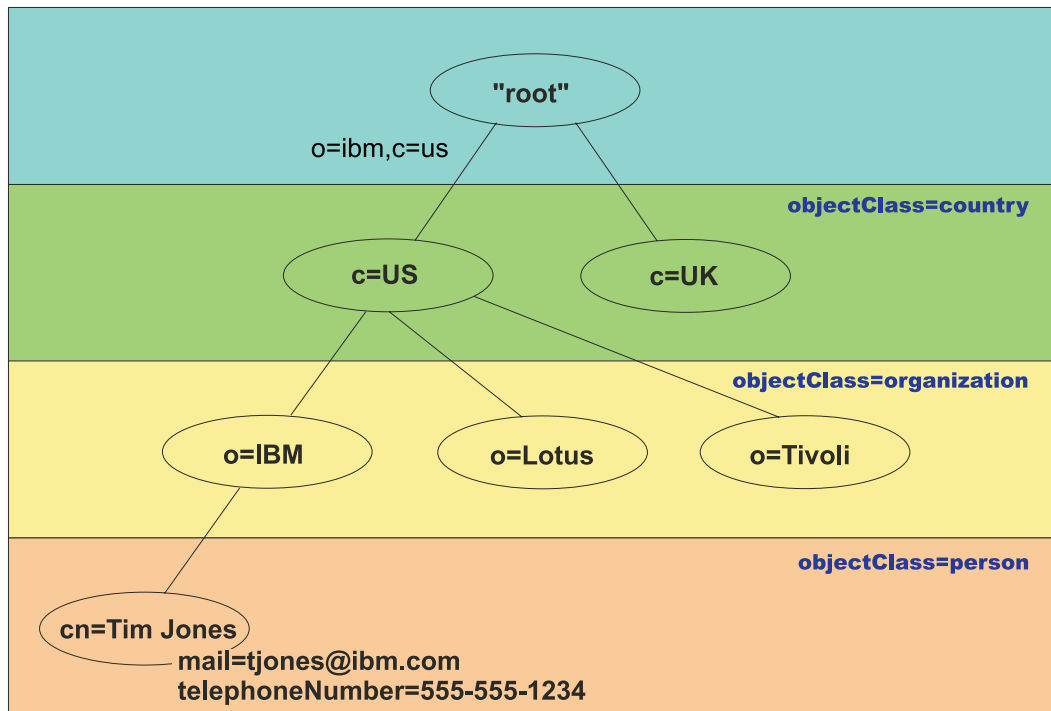 "root"
o=ibm,c=us
objectClass=country
c=US
c=UK
objectClass=organization
o=IBM
o=Lotus
o=Tivoli
objectClass=person
cn=Tim Jones
mail=tjones@ibm.com
telephoneNumber=555-555-1234